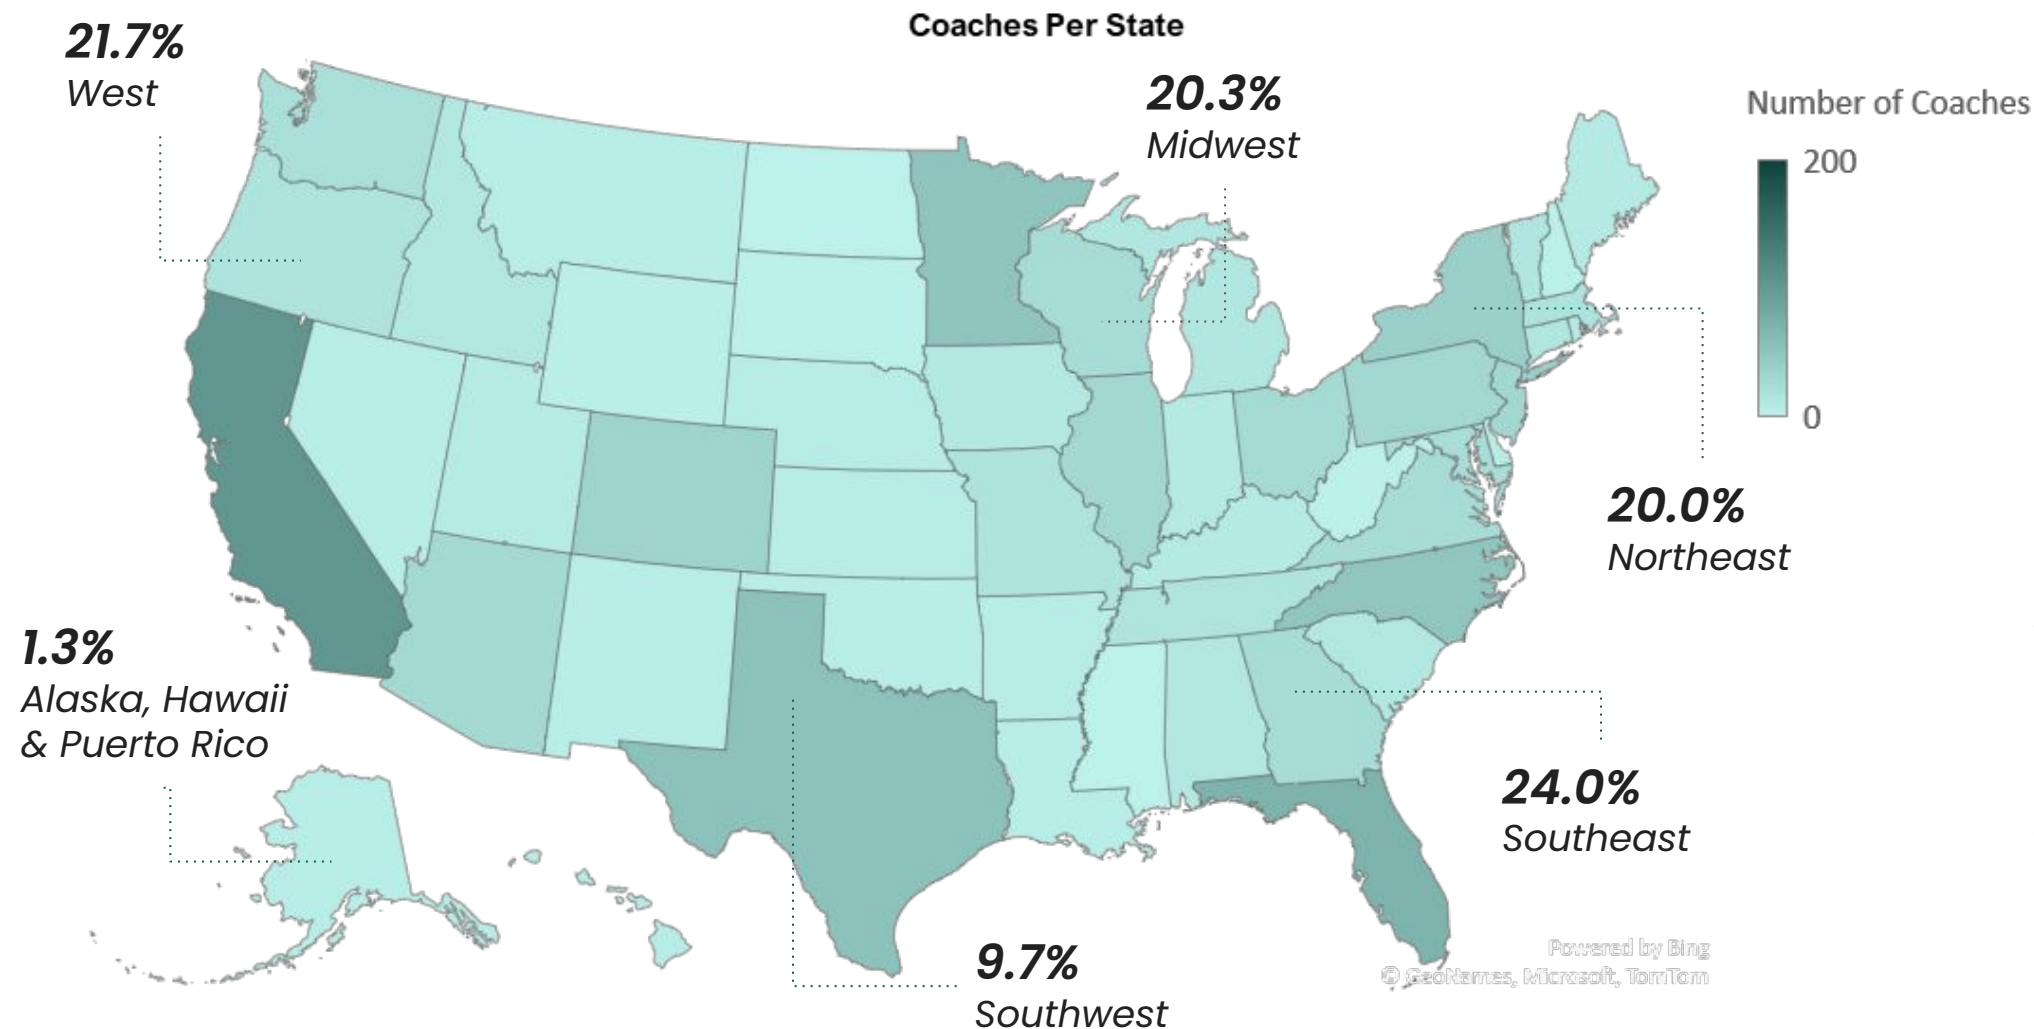 Coaches Per State
21.7%
West
20.3%
Midwest
Number of Coaches
200
0
20.0%
Northeast
1.3%
Alaska, Hawaii
& Puerto Rico
24.0%
Southeast
9.7%
Southwest
Powered by Bing
© GeoNames, Microsoft, TomTom